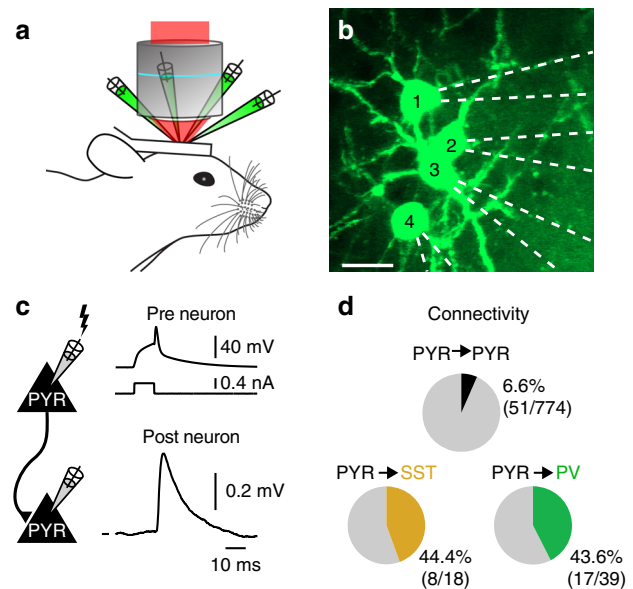 a
b
1
2
3
4
c
Pre neuron
40 mV
0.4 nA
PYR
Post neuron
0.2 mV
PYR
10 ms
d
Connectivity
PYR→PYR
6.6%
(51/774)
PYR→SST
44.4%
(8/18)
PYR→PV
43.6%
(17/39)